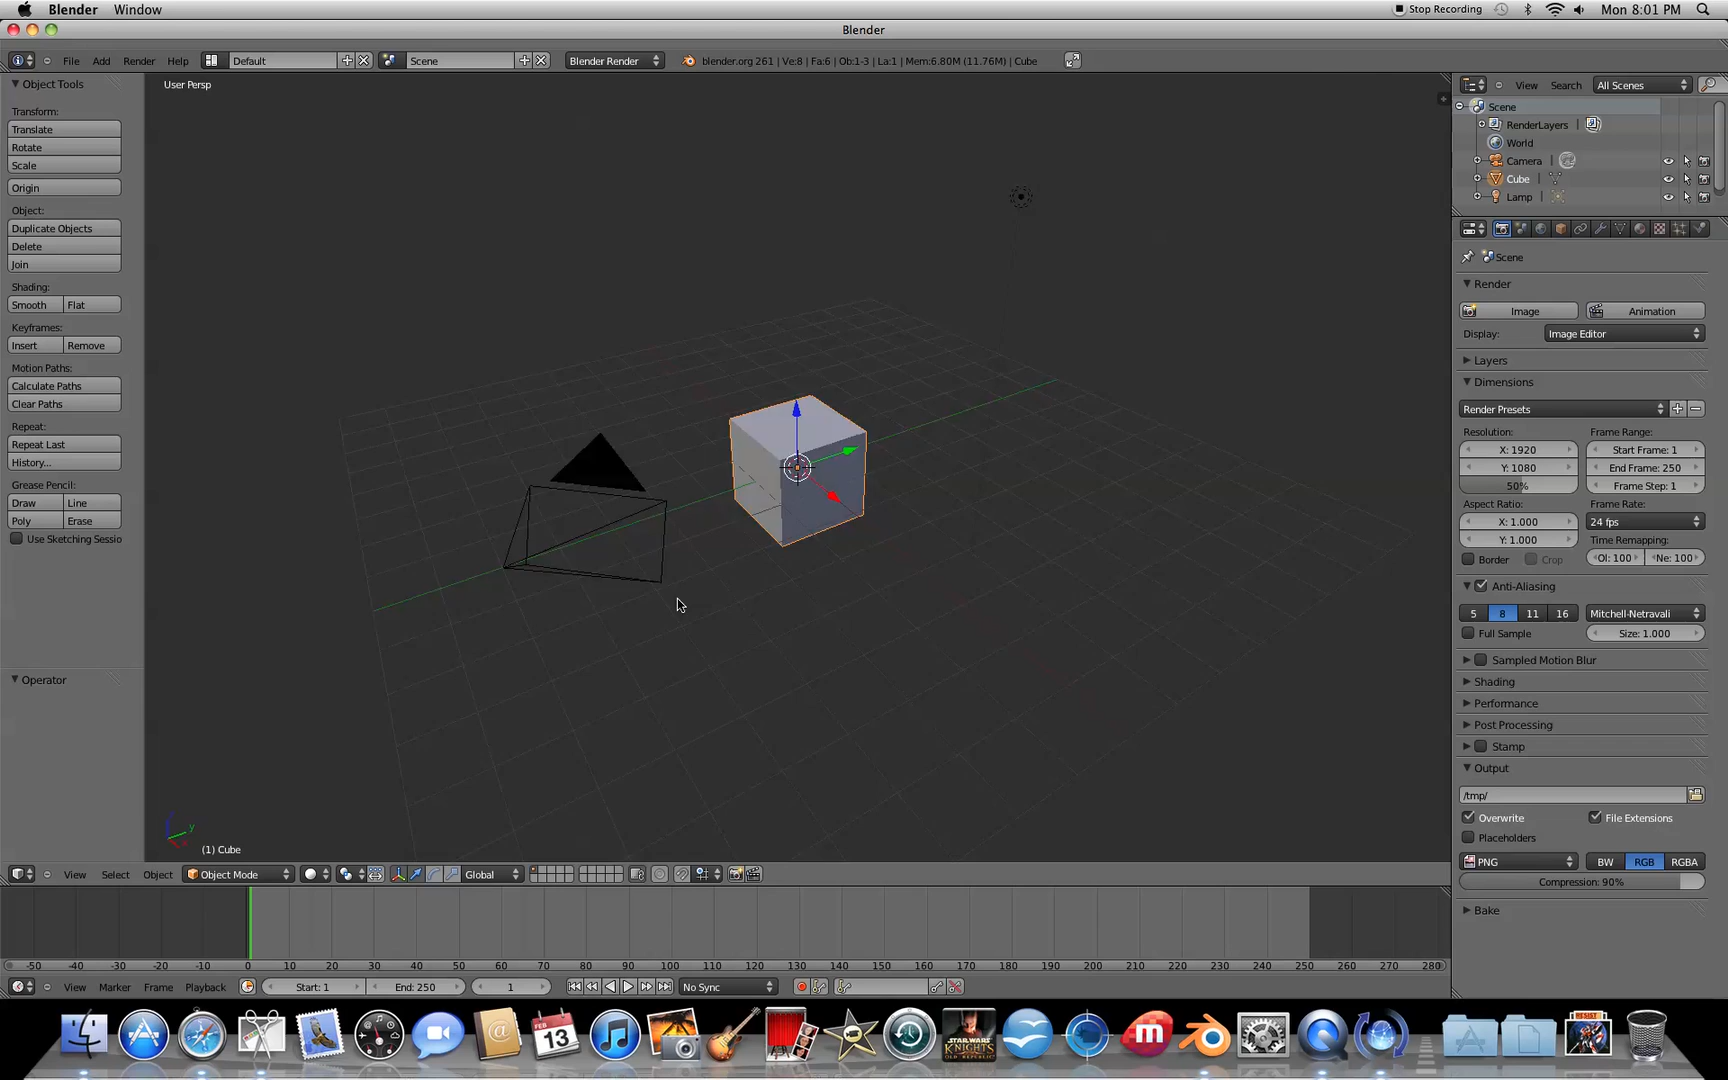 Blender Window Stop Recording Mon 8:01 PM
Blender
File Add Render Help Default Scene Blender Render blender.org 261 | Ve:8 | Fa:6 | Ob:1-3 | La:1 | Mem:6.80M (11.76M) | Cube
Object Tools
Transform:
Translate
Rotate
Scale
Origin
Object:
Duplicate Objects
Delete
Join
Shading:
Smooth Flat
Keyframes:
Insert Remove
Motion Paths:
Calculate Paths
Clear Paths
Repeat:
Repeat Last
History...
Grease Pencil:
Draw Line
Poly Erase
Use Sketching Sessio
Operator
User Persp
y
(1) Cube
View Select Object Object Mode Global
-50 -40 -30 -20 -10 0 10 20 30 40 50 60 70 80 90 100 110 120 130 140 150 160 170 180 190 200 210 220 230 240 250 260 270 280
View Marker Frame Playback Start: 1 End: 250 1 No Sync
View Search All Scenes
Scene
RenderLayers |
World
Camera |
Cube |
Lamp |
Scene
Render
Image Animation
Display: Image Editor
Layers
Dimensions
Render Presets
Resolution: Frame Range:
X: 1920 Start Frame: 1
Y: 1080 End Frame: 250
50% Frame Step: 1
Aspect Ratio: Frame Rate:
X: 1.000 24 fps
Y: 1.000 Time Remapping:
Border Crop Ol: 100 Ne: 100
Anti-Aliasing
5 8 11 16 Mitchell-Netravali
Full Sample Size: 1.000
Sampled Motion Blur
Shading
Performance
Post Processing
Stamp
Output
/tmp/
Overwrite File Extensions
Placeholders
PNG BW RGB RGBA
Compression: 90%
Bake
FEB
13
STAR WARS
KNIGHTS
m
RESIST